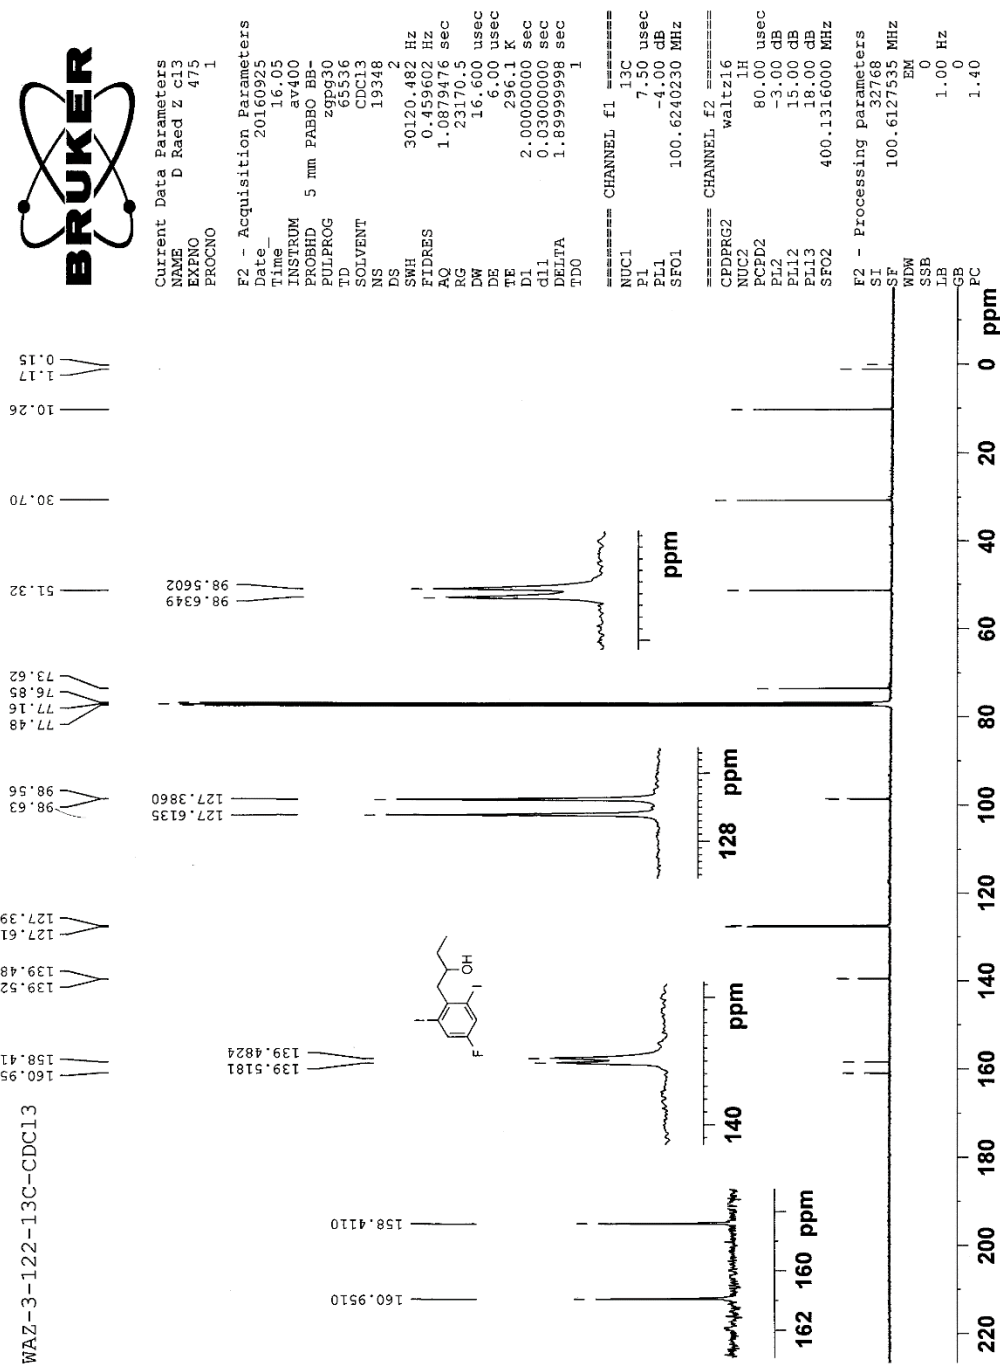 WAZ-3-122-13C-CDCl3
BRUKER
Current Data Parameters
NAME D Raed Z c13
EXPNO 475
PROCNO 1
F2 - Acquisition Parameters
Date_ 20160925
Time 16.05
INSTRUM av400
PROBHD 5 mm PABBO BB-
PULPROG zgpg30
TD 65536
SOLVENT CDCl3
NS 19348
DS 2
SWH 30120.482 Hz
FIDRES 0.459602 Hz
AQ 1.0879476 sec
RG 23170.5
DW 16.600 usec
DE 6.00 usec
TE 296.1 K
D1 2.00000000 sec
d11 0.03000000 sec
DELTA 1.89999998 sec
TD0 1
======== CHANNEL f1 ========
NUC1 13C
P1 7.50 usec
PL1 -4.00 dB
SFO1 100.6240230 MHz
======== CHANNEL f2 ========
CPDPRG2 waltz16
NUC2 1H
PCPD2 80.00 usec
PL2 -3.00 dB
PL12 15.00 dB
PL13 18.00 dB
SFO2 400.1316000 MHz
F2 - Processing parameters
SI 32768
SF 100.6127535 MHz
WDW EM
SSB 0
LB 1.00 Hz
GB 0
PC 1.40
160.95
158.41
139.52
139.48
127.61
127.39
98.63
98.56
77.48
77.16
76.85
73.62
51.32
30.70
10.26
1.17
0.15
160.9510
158.4110
162 160 ppm
139.5181
139.4824
140 ppm
127.6135
127.3860
128 ppm
98.6349
98.5602
ppm
F
I
I
OH
220 200 180 160 140 120 100 80 60 40 20 0 ppm